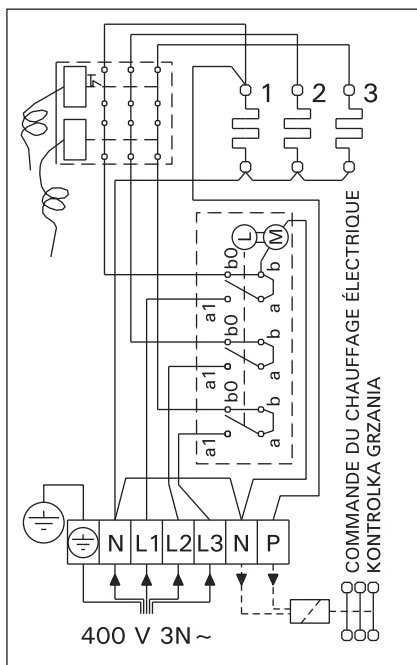 1 2 3
L M
b0 b
a1 a
b0 b
a1 a
b0 b
a1 a
COMMANDE DU CHAUFFAGE ÉLECTRIQUE
KONTROLKA GRZANIA
N L1 L2 L3 N P
400 V 3N ~